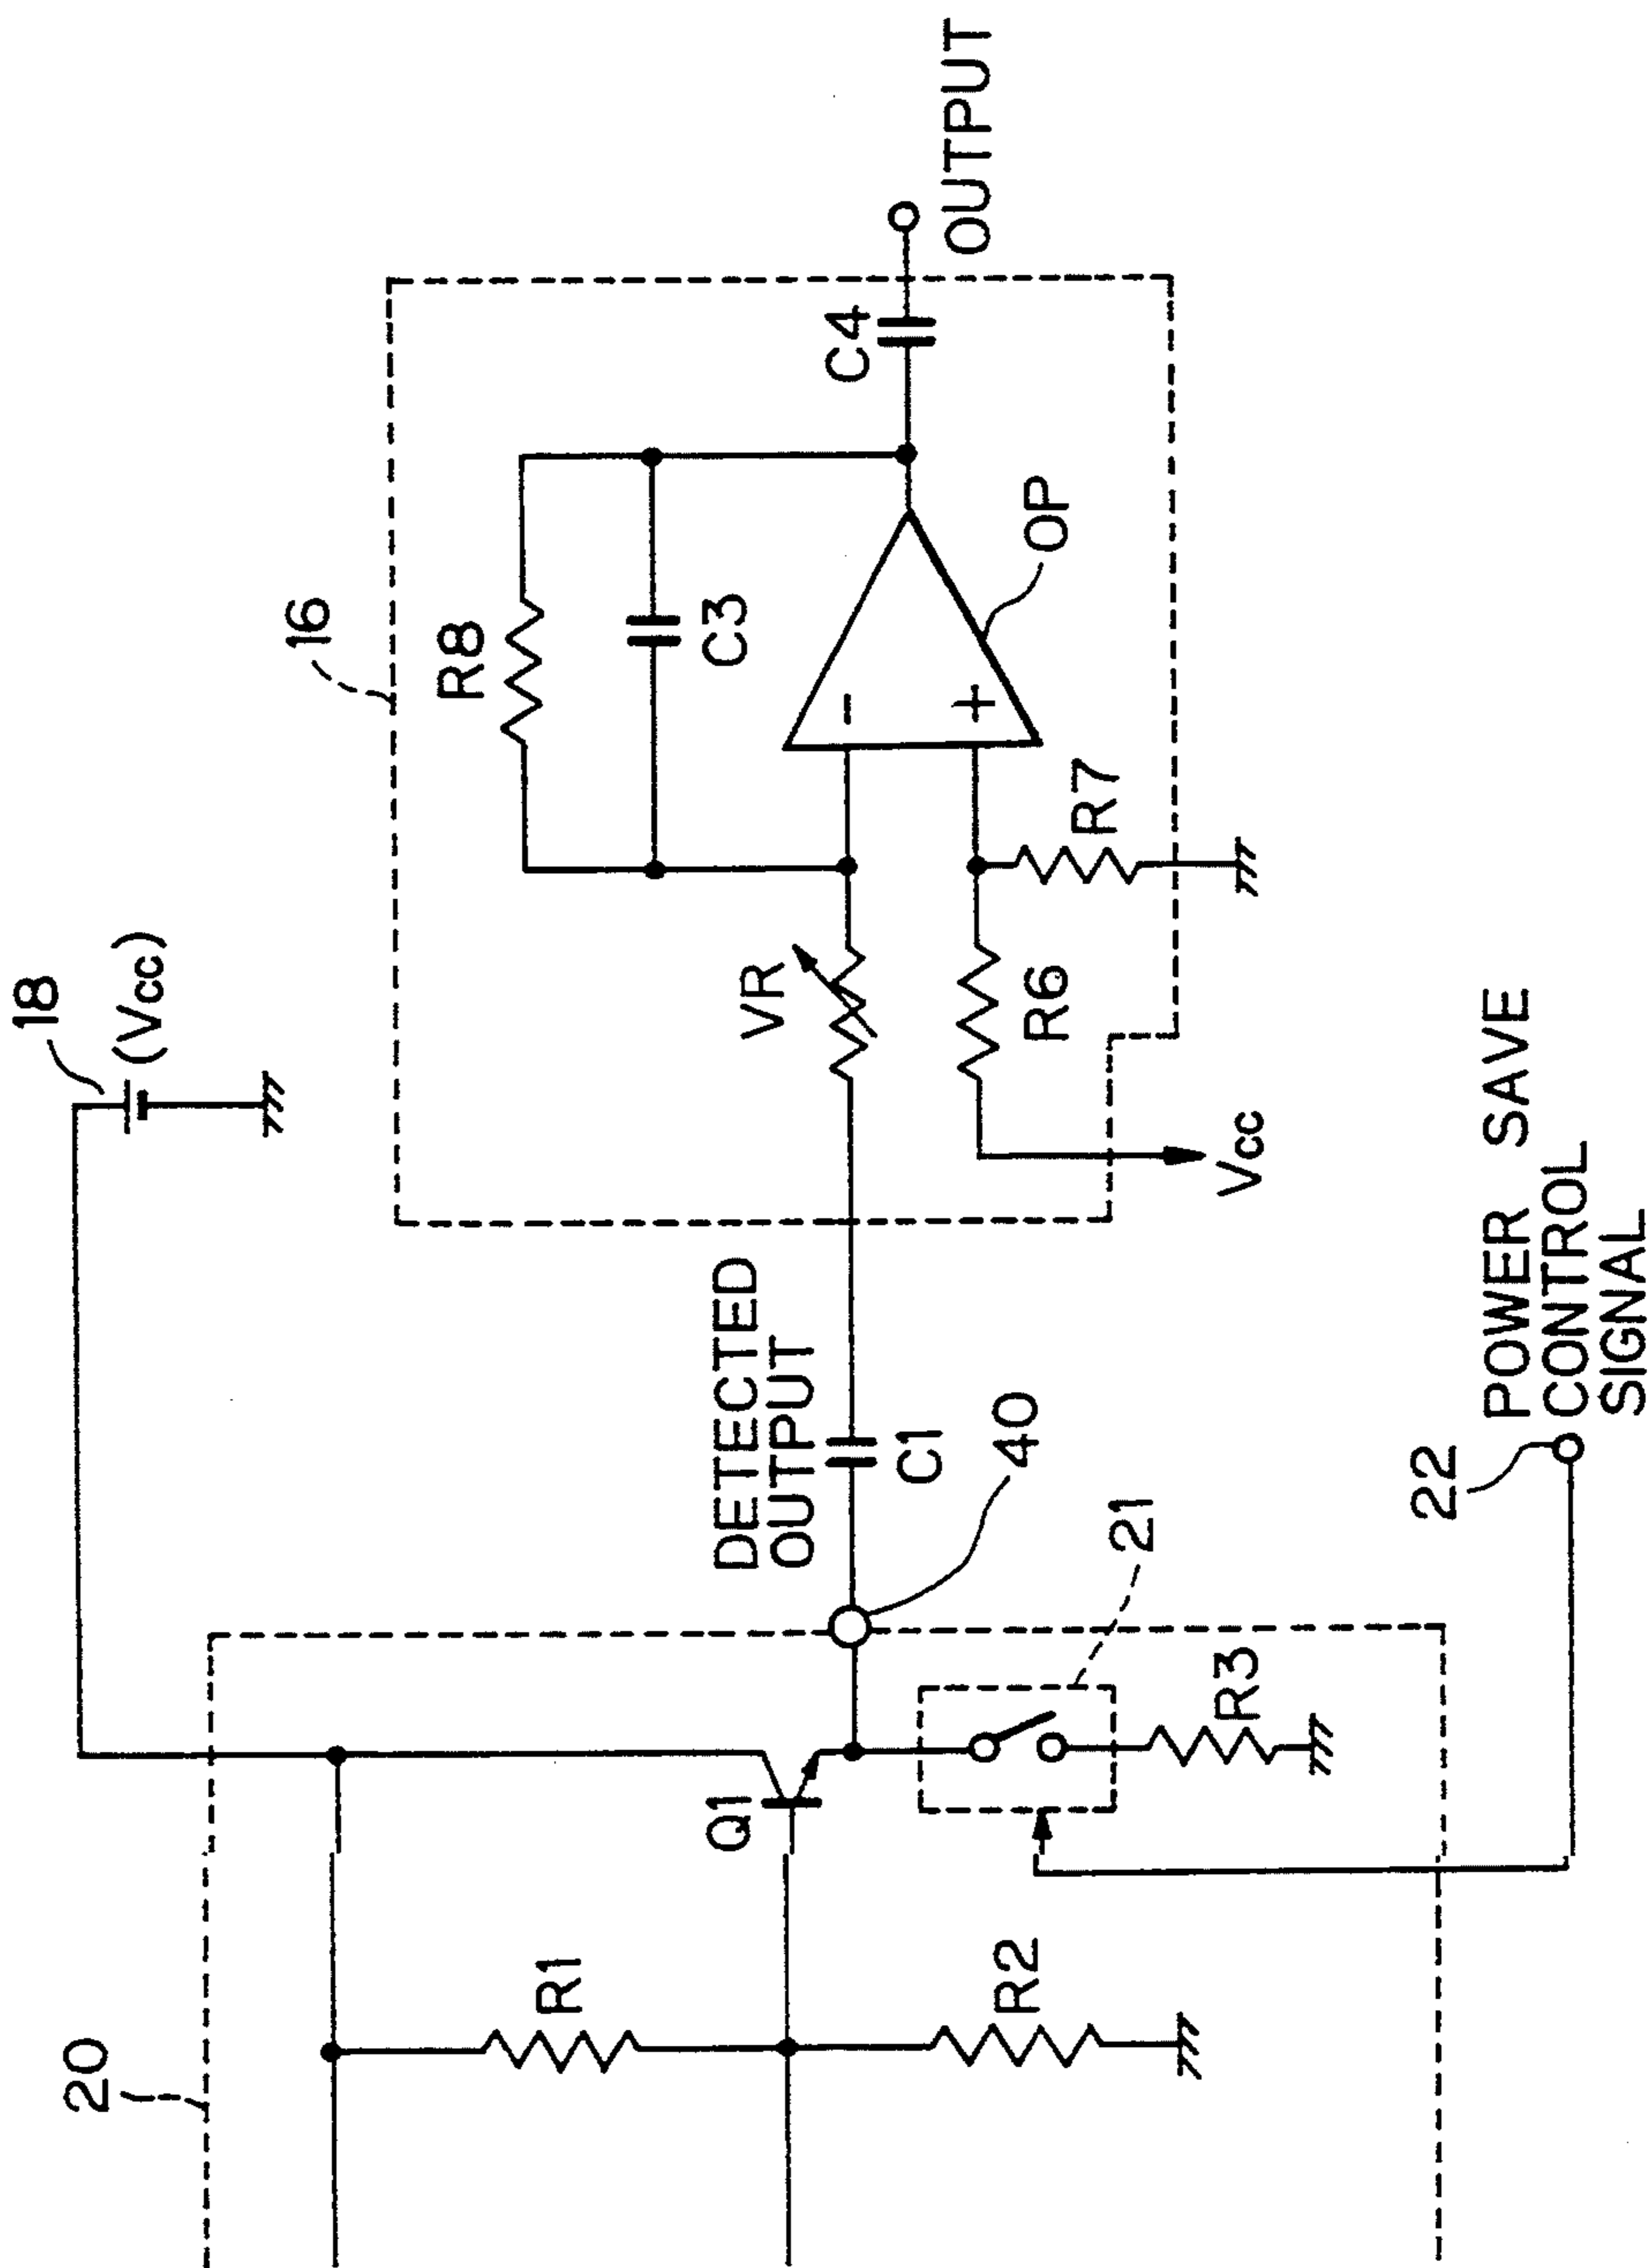 18
(Vcc)
16
R8
C3
VR
C4
OUTPUT
OP
R7
R6
Vcc
DETECTED
OUTPUT
C1
40
20
R1
Q1
R2
21
R3
22
POWER SAVE
CONTROL
SIGNAL
-
+